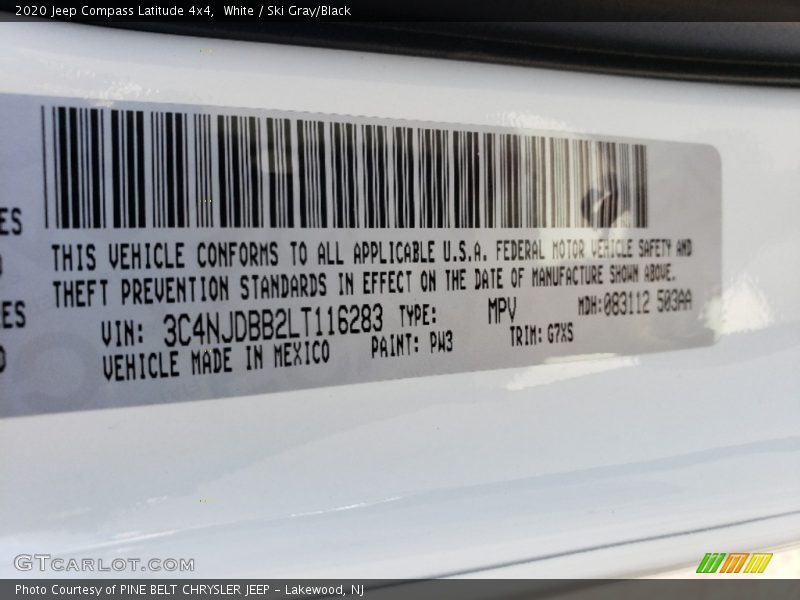 2020 Jeep Compass Latitude 4x4, White / Ski Gray/Black
ES
THIS VEHICLE CONFORMS TO ALL APPLICABLE U.S.A. FEDERAL MOTOR VEHICLE SAFETY AND
THEFT PREVENTION STANDARDS IN EFFECT ON THE DATE OF MANUFACTURE SHOWN ABOVE.
ES
VIN: 3C4NJDBB2LT116283 TYPE: MPV MDH:083112 503AA
VEHICLE MADE IN MEXICO PAINT: PW3 TRIM: G7XS
GTCARLOT.COM
Photo Courtesy of PINE BELT CHRYSLER JEEP - Lakewood, NJ